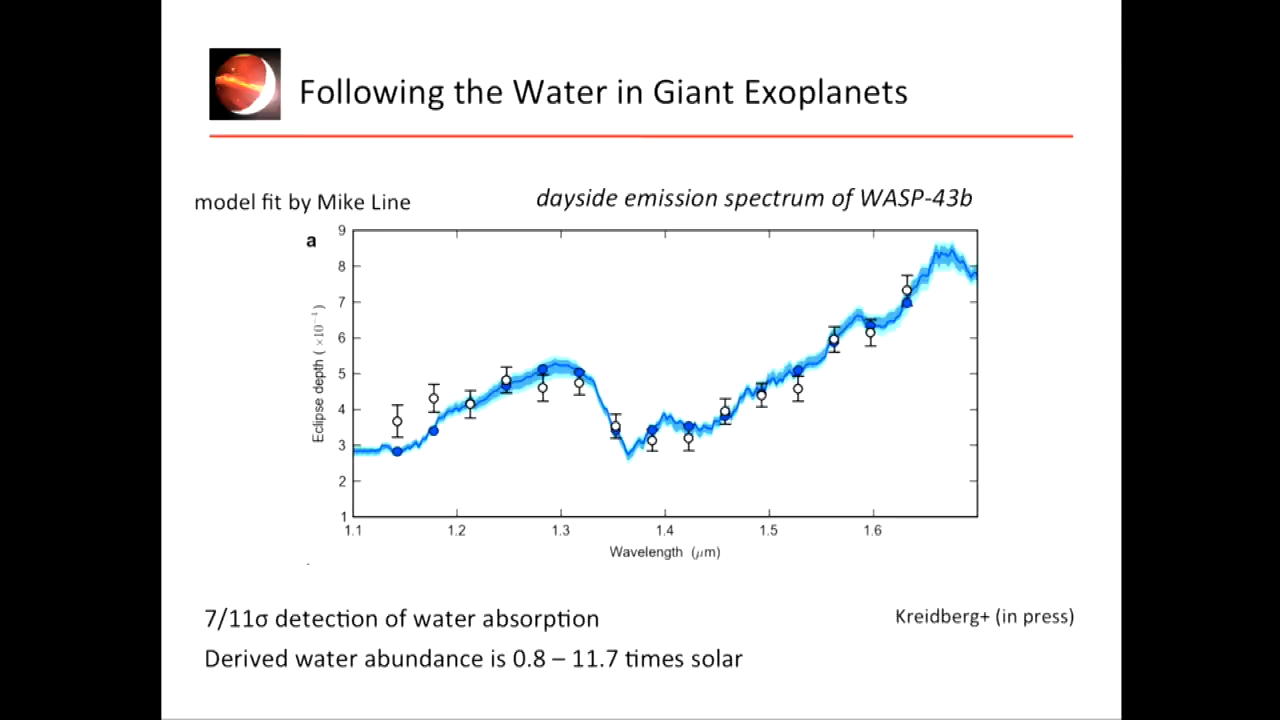 Following the Water in Giant Exoplanets
model fit by Mike Line
dayside emission spectrum of WASP-43b
a
9
8
7
6
5
4
3
2
1
Eclipse depth (×10⁻⁴)
1.1 1.2 1.3 1.4 1.5 1.6
Wavelength (μm)
7/11σ detection of water absorption
Kreidberg+ (in press)
Derived water abundance is 0.8 – 11.7 times solar